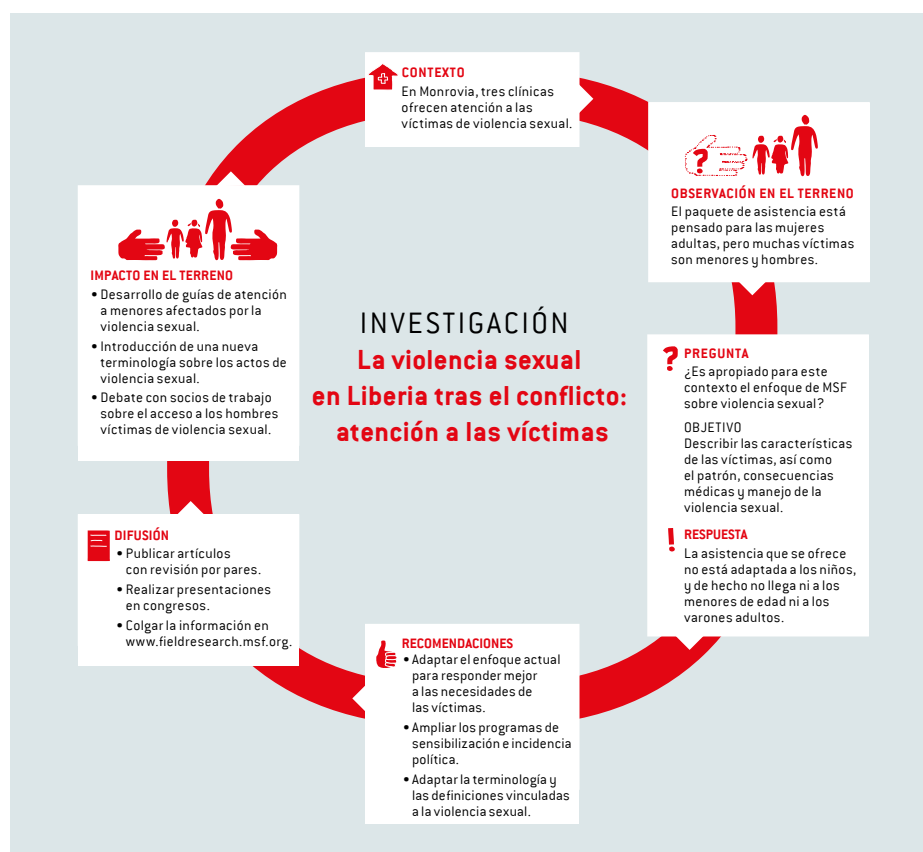 CONTEXTO
En Monrovia, tres clínicas
ofrecen atención a las
víctimas de violencia sexual.
?
OBSERVACIÓN EN EL TERRENO
El paquete de asistencia está
pensado para las mujeres
adultas, pero muchas víctimas
son menores y hombres.
INVESTIGACIÓN
La violencia sexual
en Liberia tras el conflicto:
atención a las víctimas
? PREGUNTA
¿Es apropiado para este
contexto el enfoque de MSF
sobre violencia sexual?
OBJETIVO
Describir las características
de las víctimas, así como
el patrón, consecuencias
médicas y manejo de la
violencia sexual.
! RESPUESTA
La asistencia que se ofrece
no está adaptada a los niños,
y de hecho no llega ni a los
menores de edad ni a los
varones adultos.
RECOMENDACIONES
• Adaptar el enfoque actual
para responder mejor
a las necesidades de
las víctimas.
• Ampliar los programas de
sensibilización e incidencia
política.
• Adaptar la terminología y
las definiciones vinculadas
a la violencia sexual.
DIFUSIÓN
• Publicar artículos
con revisión por pares.
• Realizar presentaciones
en congresos.
• Colgar la información en
www.fieldresearch.msf.org.
IMPACTO EN EL TERRENO
• Desarrollo de guías de atención
a menores afectados por la
violencia sexual.
• Introducción de una nueva
terminología sobre los actos de
violencia sexual.
• Debate con socios de trabajo
sobre el acceso a los hombres
víctimas de violencia sexual.